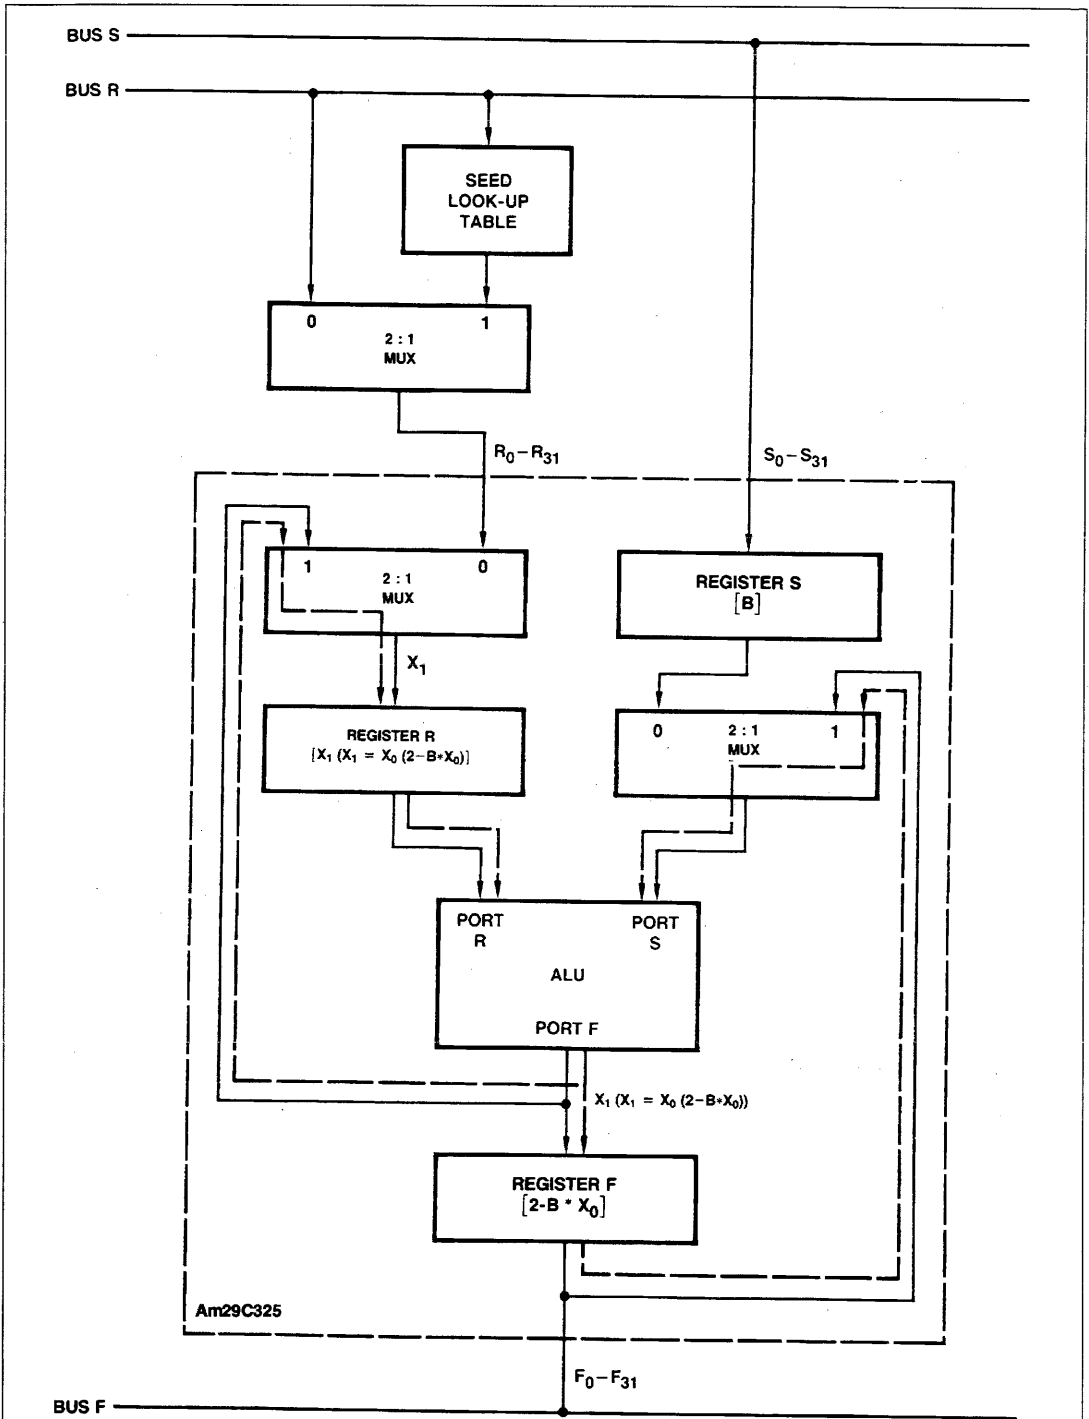 BUS S
BUS R
SEED
LOOK-UP
TABLE
0 1
2 : 1
MUX
R₀–R₃₁
S₀–S₃₁
1 0
2 : 1
MUX
REGISTER S
[B]
X₁
REGISTER R
[X₁ (X₁ = X₀ (2–B*X₀)]
0 2 : 1 1
MUX
PORT
R
PORT
S
ALU
PORT F
X₁ (X₁ = X₀ (2–B*X₀))
REGISTER F
[2-B * X₀]
Am29C325
F₀–F₃₁
BUS F